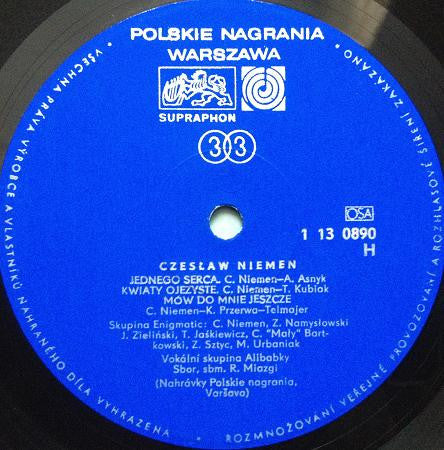 POLSKIE NAGRANIA
WARSZAWA
SUPRAPHON
33
OSA
1 13 0890
H
CZESŁAW NIEMEN
JEDNEGO SERCA. C. Niemen–A. Asnyk
KWIATY OJEZYSTE. C. Niemen–T. Kubiak
MÓW DO MNIE JESZCZE
C. Niemen–K. Przerwa–Telmajer
Skupina Enigmatic: C. Niemen, Z. Namysłowski
J. Zieliński, T. Jaśkiewicz, C. "Mały" Bart-
kowski, Z. Sztyc, M. Urbaniak
Vokální skupina Alibabky
Sbor, sbm. R. Miazgi
(Nahrávky Polskie nagrania,
Varšava)
• VŠECHNA PRÁVA VÝROBCE A VLASTNÍKŮ NAHRANÉHO DÍLA VYHRAZENA • ROZMNOŽOVÁNÍ VEŘEJNÉ PROVOZOVÁNÍ A ROZHLASOVÉ ŠÍŘENÍ ZAKÁZÁNO •